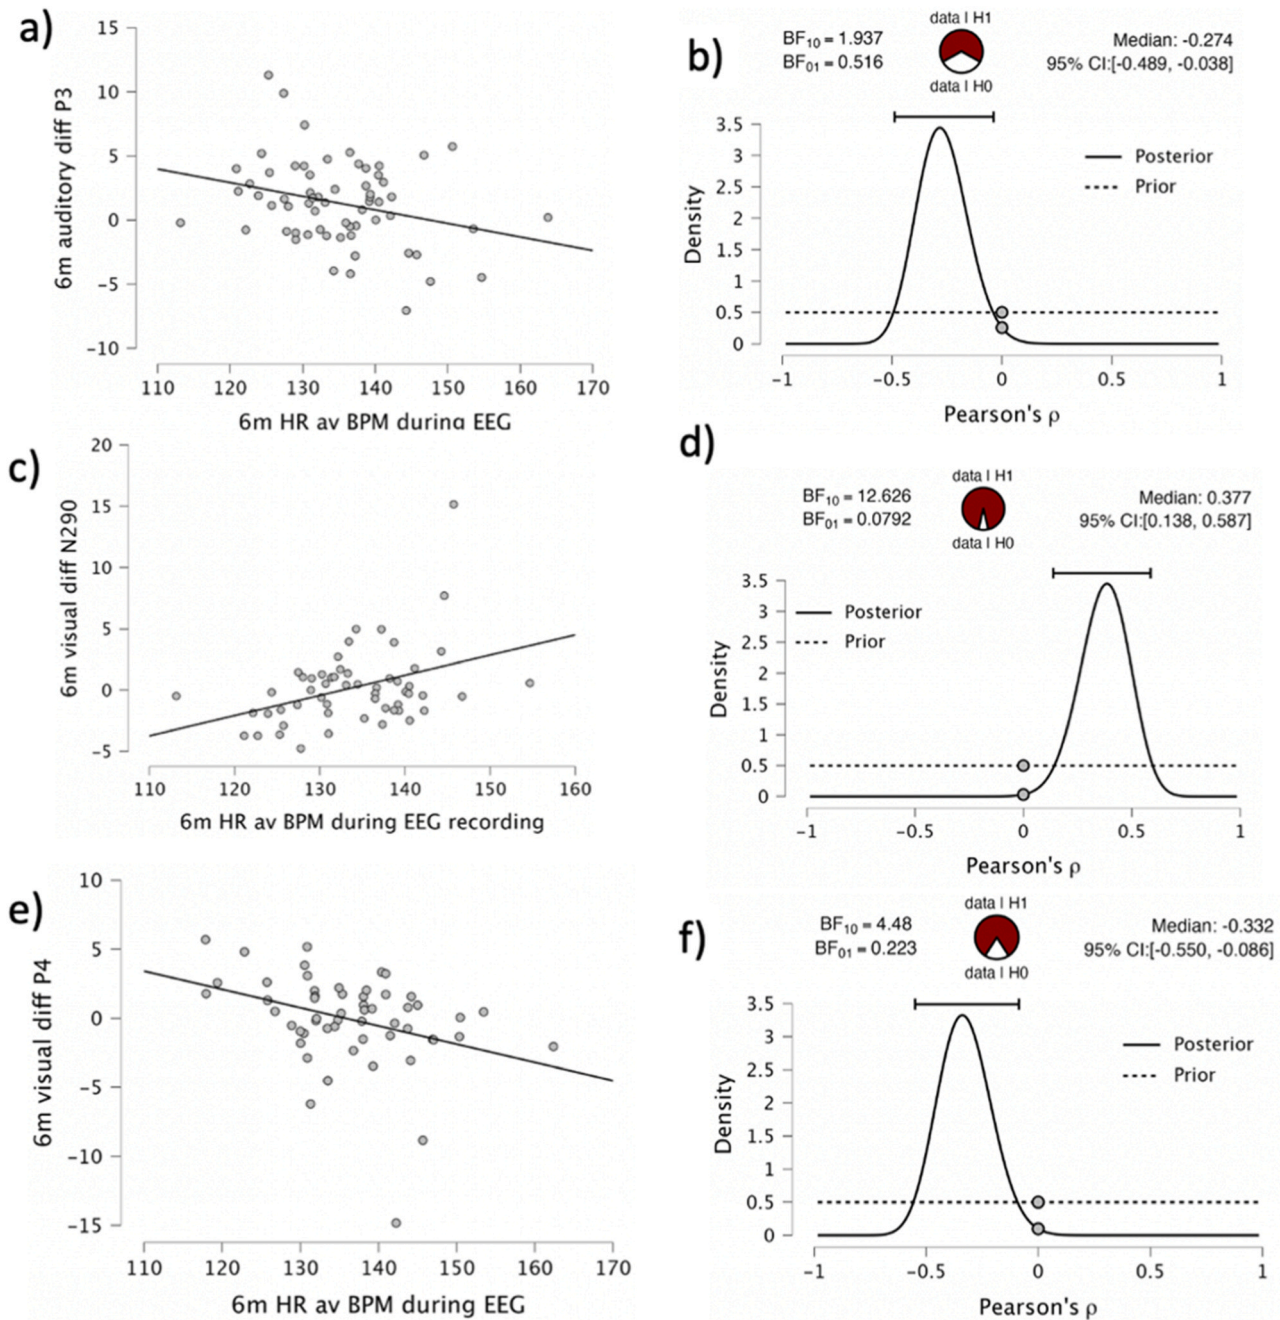 a)
15
10
5
0
−5
−10
6m auditory diff P3
110 120 130 140 150 160 170
6m HR av BPM during EEG
b)
data | H1
BF10 = 1.937
BF01 = 0.516
data | H0
Median: -0.274
95% CI:[-0.489, -0.038]
3.5
3
2.5
2
1.5
1
0.5
0
Density
Posterior
Prior
−1 −0.5 0 0.5 1
Pearson's ρ
c)
20
15
10
5
0
−5
6m visual diff N290
110 120 130 140 150 160
6m HR av BPM during EEG recording
d)
data | H1
BF10 = 12.626
BF01 = 0.0792
data | H0
Median: 0.377
95% CI:[0.138, 0.587]
3.5
3
2.5
2
1.5
1
0.5
0
Density
Posterior
Prior
−1 −0.5 0 0.5 1
Pearson's ρ
e)
10
5
0
−5
−10
−15
6m visual diff P4
110 120 130 140 150 160 170
6m HR av BPM during EEG
f)
data | H1
BF10 = 4.48
BF01 = 0.223
data | H0
Median: -0.332
95% CI:[-0.550, -0.086]
3.5
3
2.5
2
1.5
1
0.5
0
Density
Posterior
Prior
−1 −0.5 0 0.5 1
Pearson's ρ